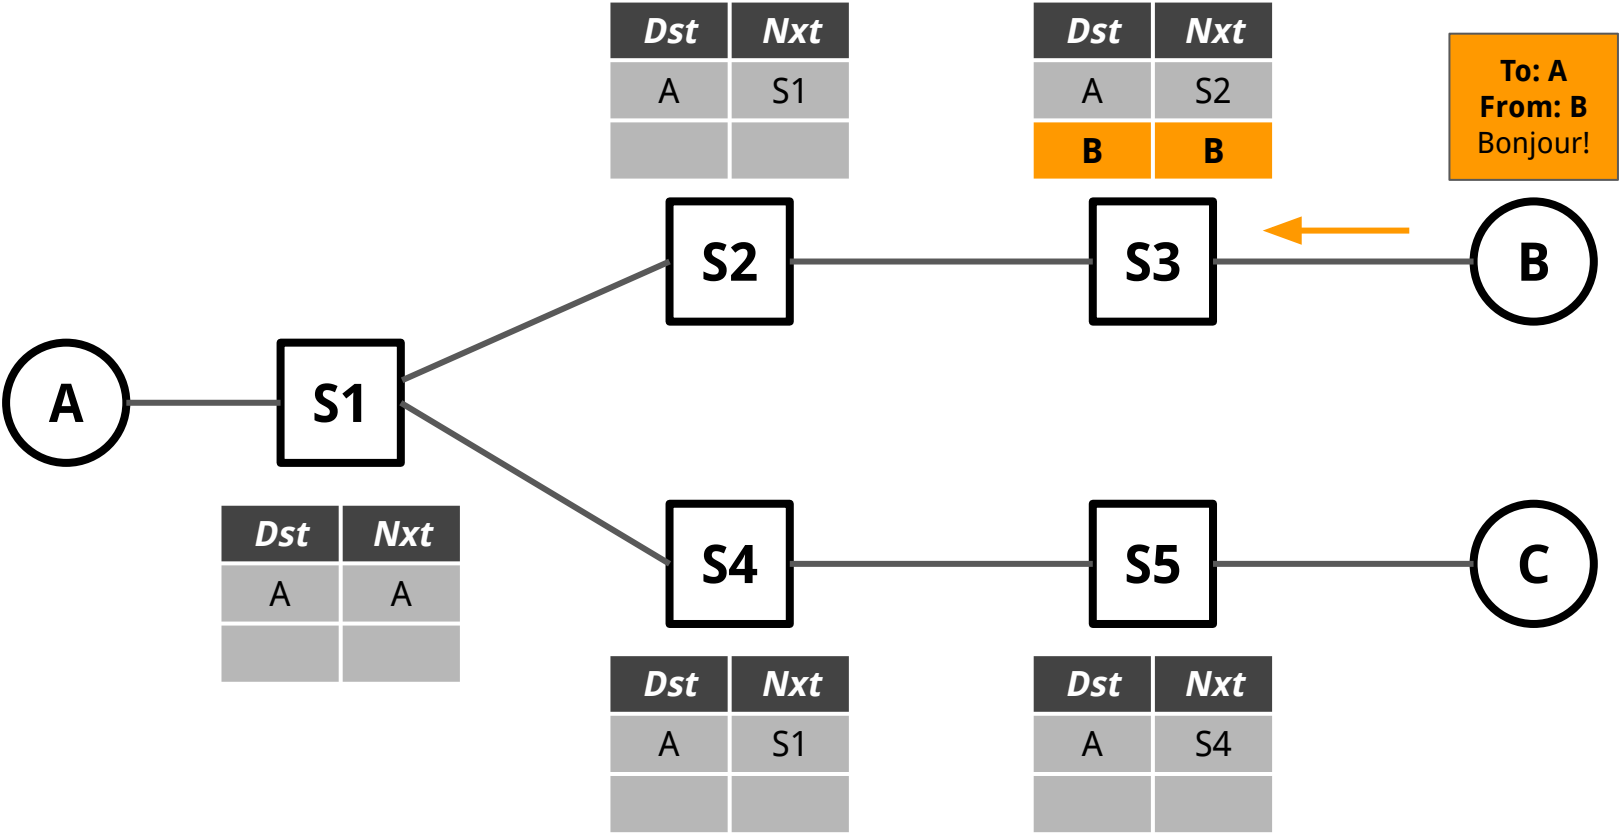 Dst Nxt
A S1
Dst Nxt
A S2
B B
To: A
From: B
Bonjour!
S2
S3
B
A
S1
Dst Nxt
A A
S4
S5
C
Dst Nxt
A S1
Dst Nxt
A S4